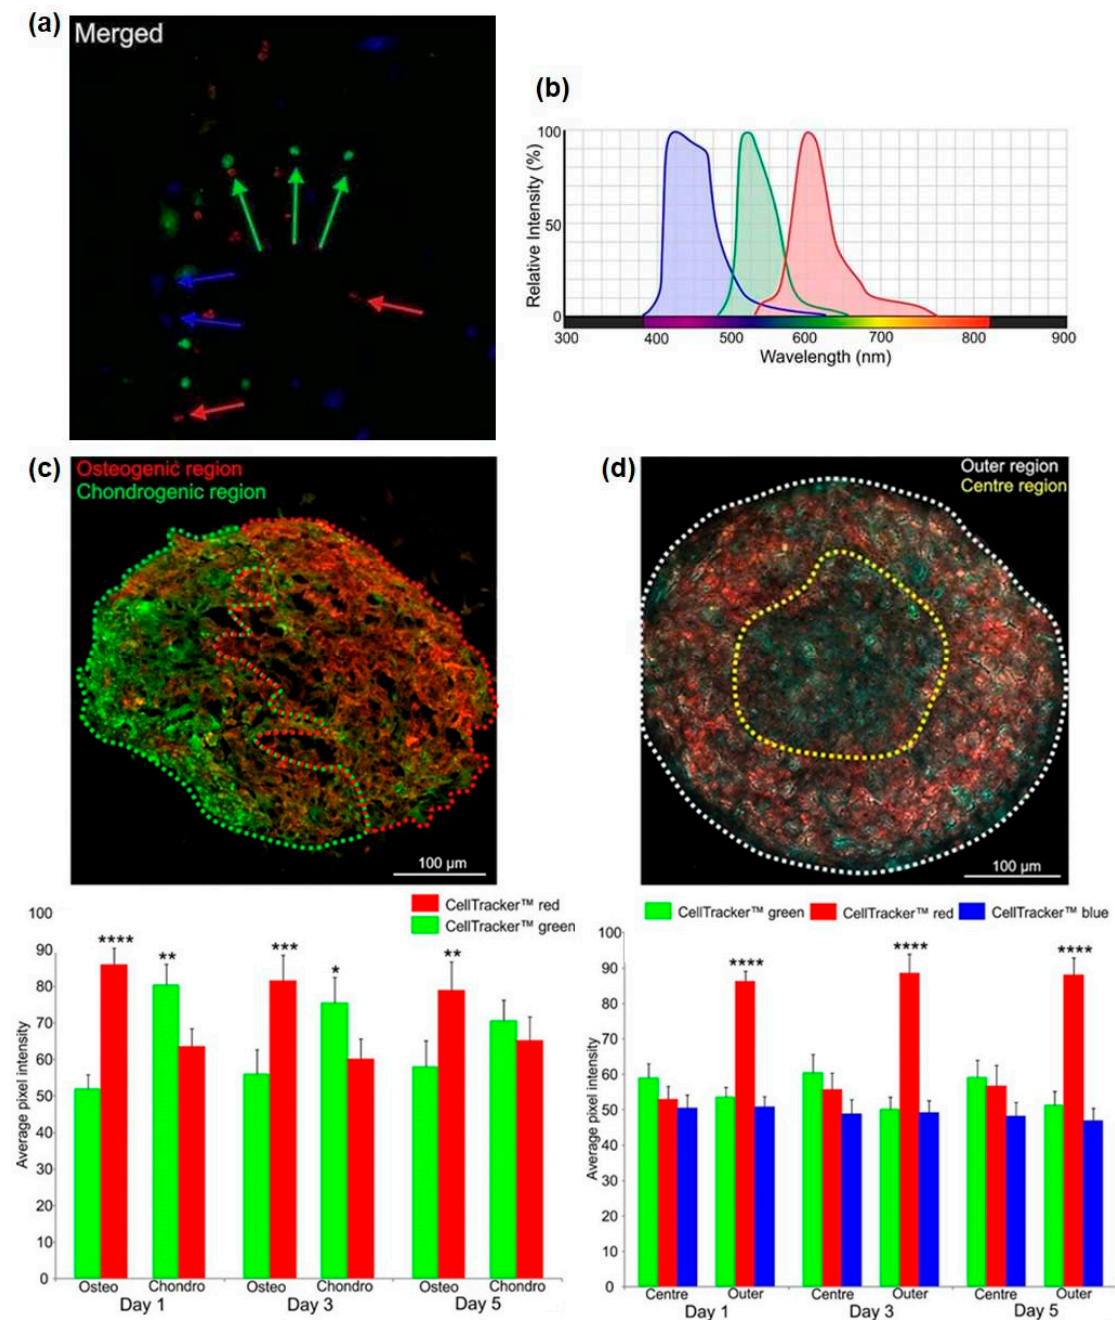 (a)
Merged
(b)
100
50
0
Relative Intensity (%)
300 400 500 600 700 800 900
Wavelength (nm)
(c)
Osteogenic region
Chondrogenic region
100 µm
(d)
Outer region
Centre region
100 µm
CellTracker™ red
CellTracker™ green
100
90
80
70
60
50
40
30
20
10
0
Average pixel intensity
**** ** *** * **
Osteo Chondro Osteo Chondro Osteo Chondro
Day 1 Day 3 Day 5
CellTracker™ green CellTracker™ red CellTracker™ blue
100
90
80
70
60
50
40
30
20
10
0
Average pixel intensity
**** **** ****
Centre Outer Centre Outer Centre Outer
Day 1 Day 3 Day 5